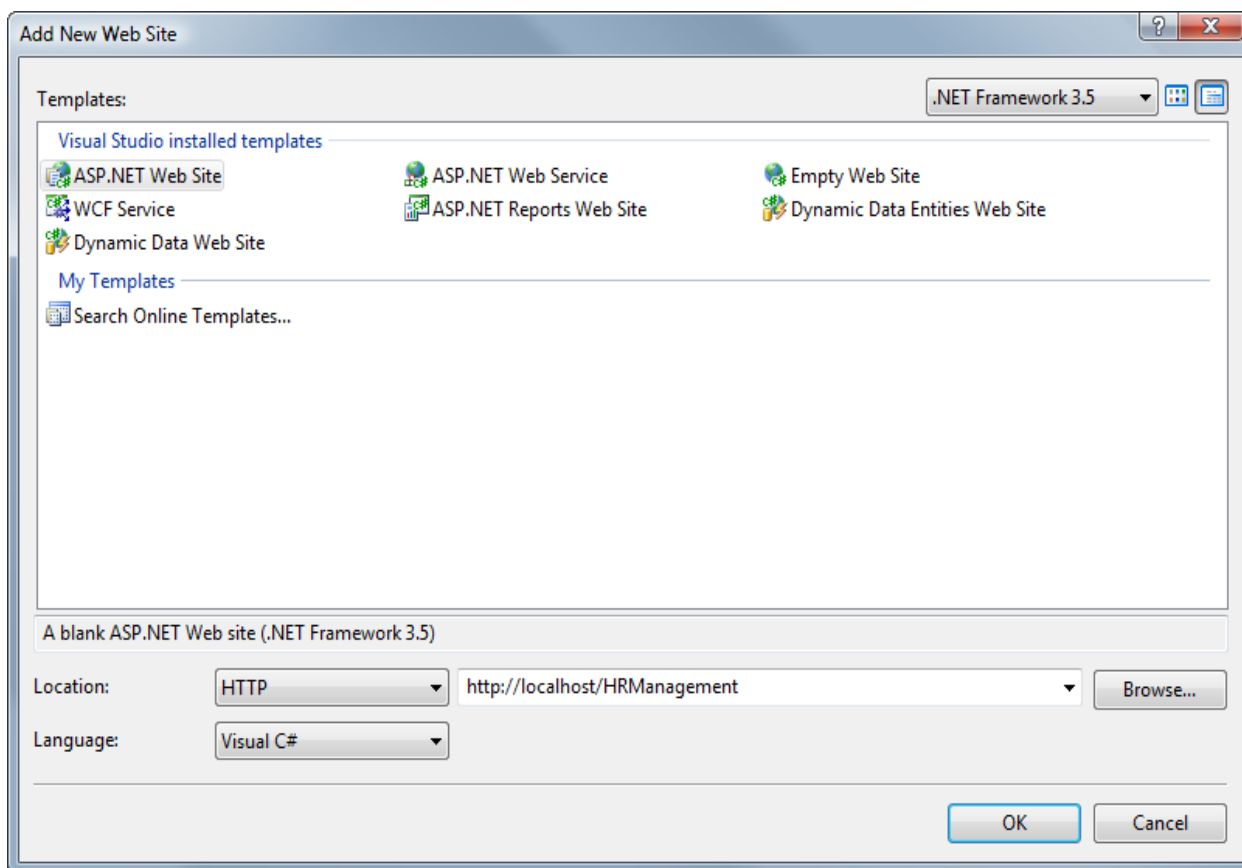 Add New Web Site
Templates:
.NET Framework 3.5
Visual Studio installed templates
ASP.NET Web Site ASP.NET Web Service Empty Web Site
WCF Service ASP.NET Reports Web Site Dynamic Data Entities Web Site
Dynamic Data Web Site
My Templates
Search Online Templates...
A blank ASP.NET Web site (.NET Framework 3.5)
Location: HTTP http://localhost/HRManagement Browse...
Language: Visual C#
OK Cancel